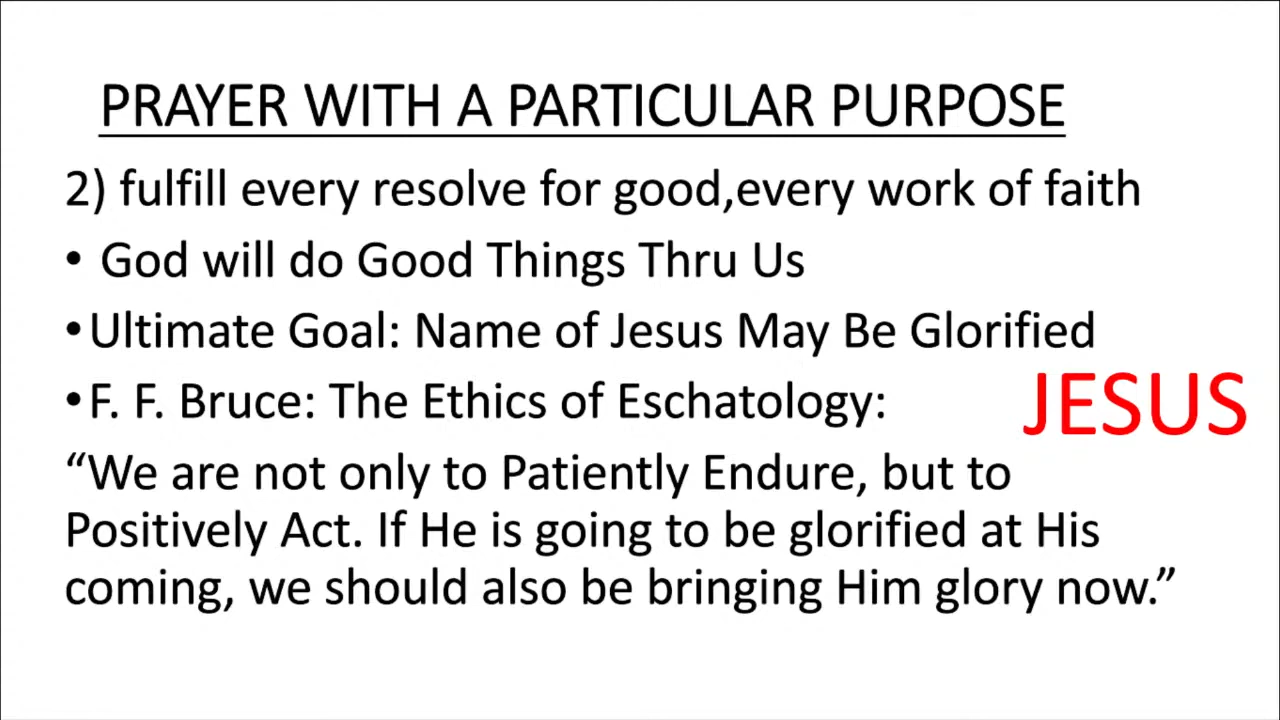 PRAYER WITH A PARTICULAR PURPOSE
2) fulfill every resolve for good,every work of faith
• God will do Good Things Thru Us
•Ultimate Goal: Name of Jesus May Be Glorified
•F. F. Bruce: The Ethics of Eschatology:
JESUS
“We are not only to Patiently Endure, but to
Positively Act. If He is going to be glorified at His
coming, we should also be bringing Him glory now.”